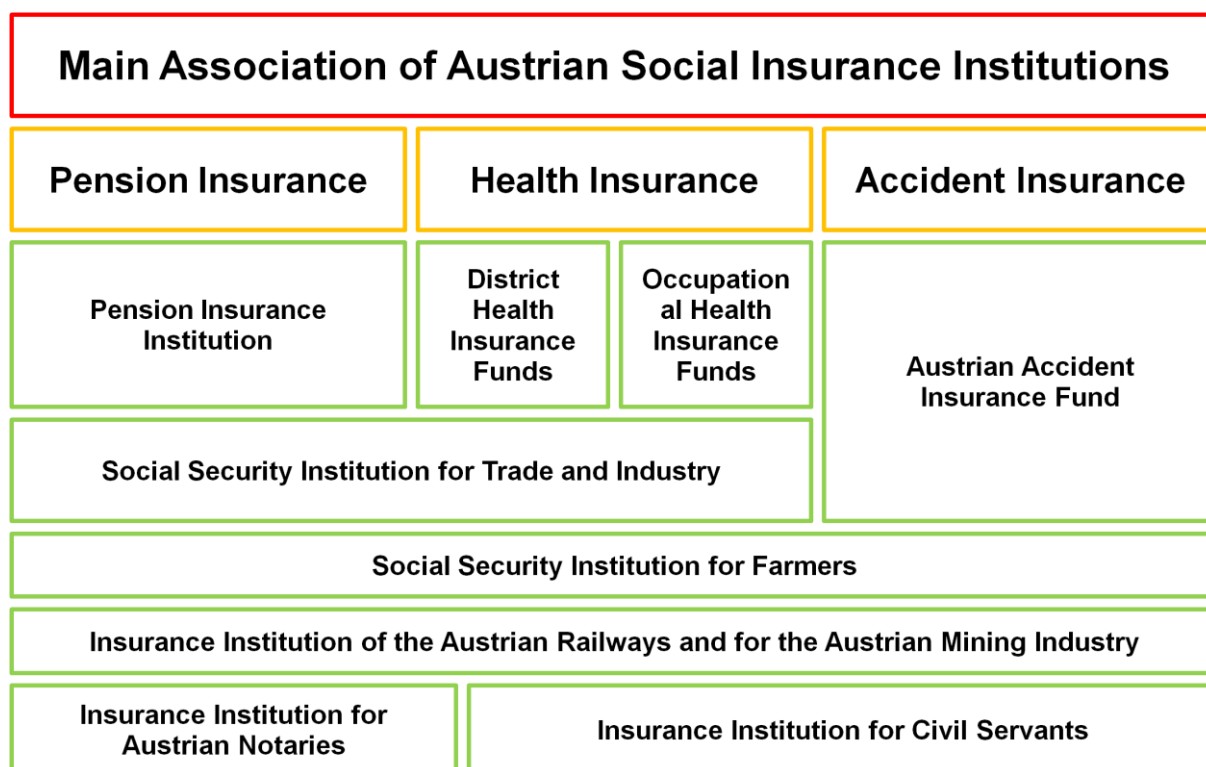 Main Association of Austrian Social Insurance Institutions
Pension Insurance
Health Insurance
Accident Insurance
Pension Insurance
Institution
District
Health
Insurance
Funds
Occupation
al Health
Insurance
Funds
Austrian Accident
Insurance Fund
Social Security Institution for Trade and Industry
Social Security Institution for Farmers
Insurance Institution of the Austrian Railways and for the Austrian Mining Industry
Insurance Institution for
Austrian Notaries
Insurance Institution for Civil Servants